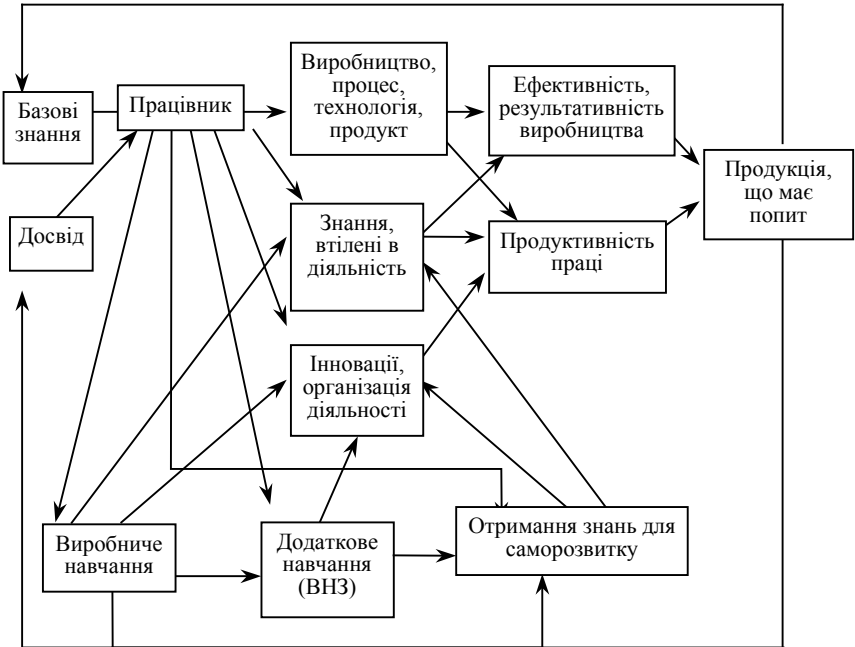 Базові
знання
Працівник
Виробництво,
процес,
технологія,
продукт
Ефективність,
результативність
виробництва
Продукція,
що має
попит
Досвід
Знання,
втілені в
діяльність
Продуктивність
праці
Інновації,
організація
діяльності
Виробниче
навчання
Додаткове
навчання
(ВНЗ)
Отримання знань для
саморозвитку